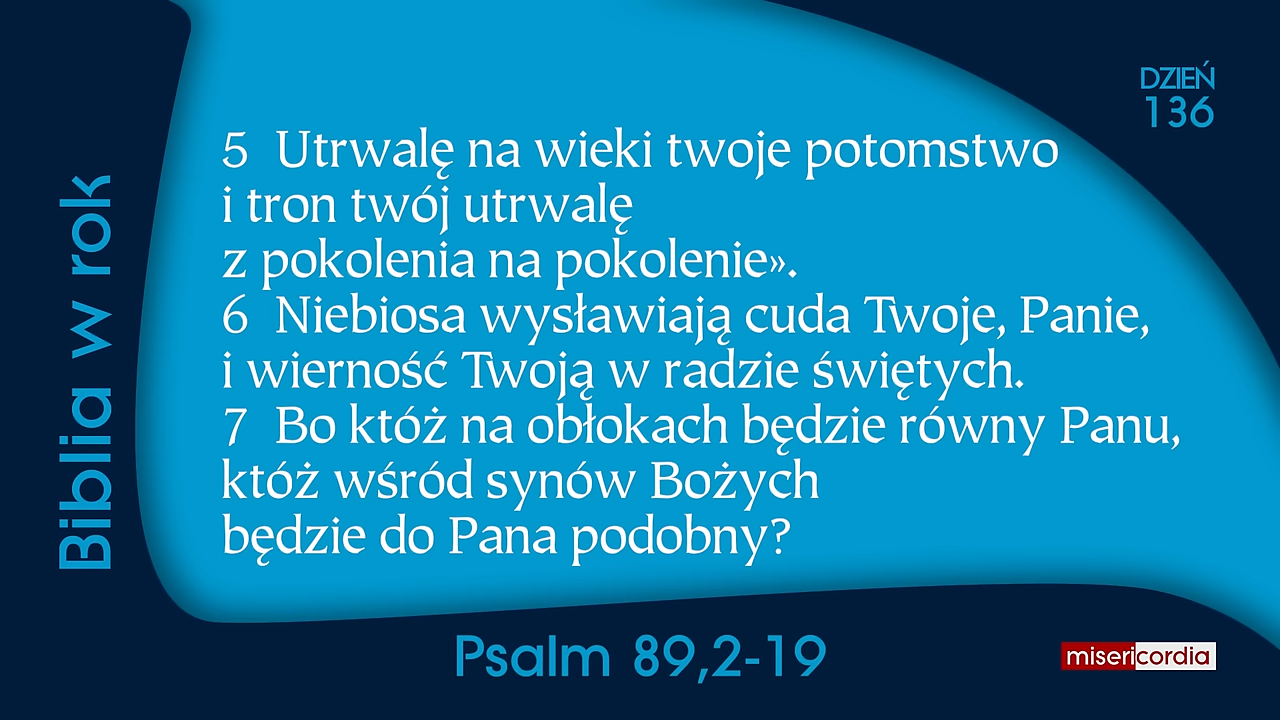 DZIEŃ
136
5 Utrwalę na wieki twoje potomstwo
i tron twój utrwalę
z pokolenia na pokolenie».
6 Niebiosa wysławiają cuda Twoje, Panie,
i wierność Twoją w radzie świętych.
7 Bo któż na obłokach będzie równy Panu,
któż wśród synów Bożych
będzie do Pana podobny?
Biblia w rok
Psalm 89,2-19
misericordia